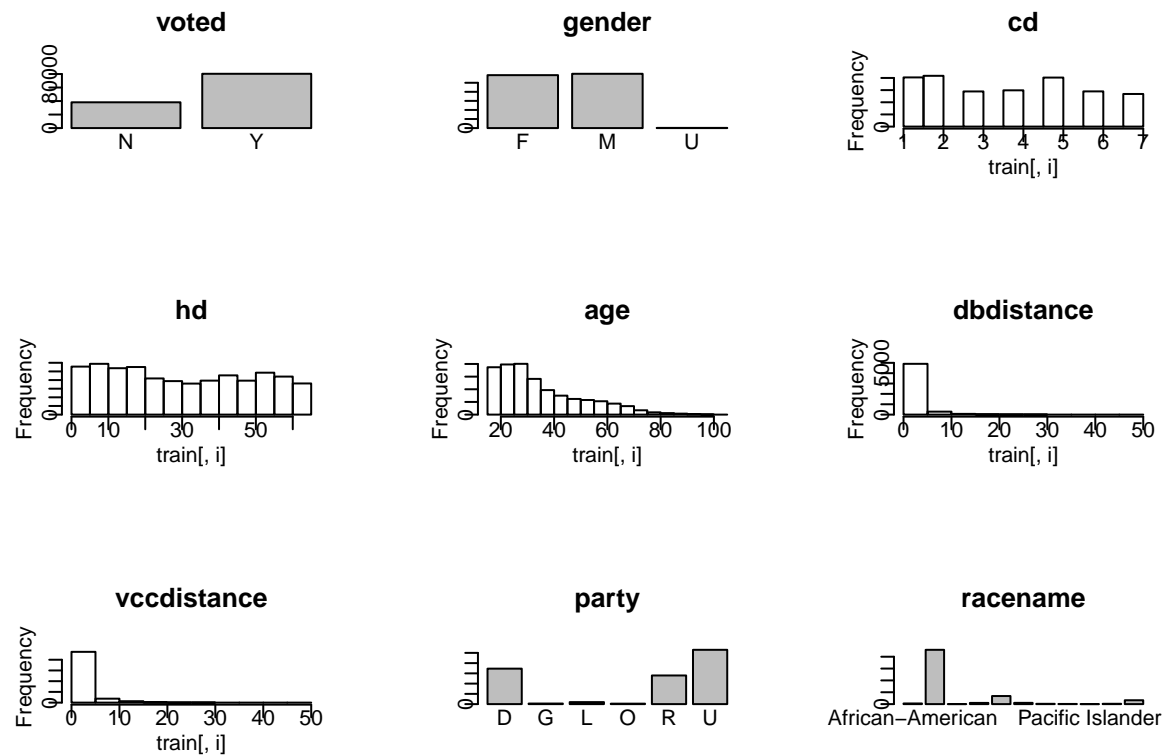 voted
0 80000
N Y
gender
0
F M U
cd
Frequency
0
1 2 3 4 5 6 7
train[, i]
hd
Frequency
0
0 10 30 50
train[, i]
age
Frequency
0
20 40 60 80 100
train[, i]
dbdistance
0 5000
Frequency
0 10 20 30 40 50
train[, i]
vccdistance
Frequency
0
0 10 20 30 40 50
train[, i]
party
0
D G L O R U
racename
0
African−American Pacific Islander